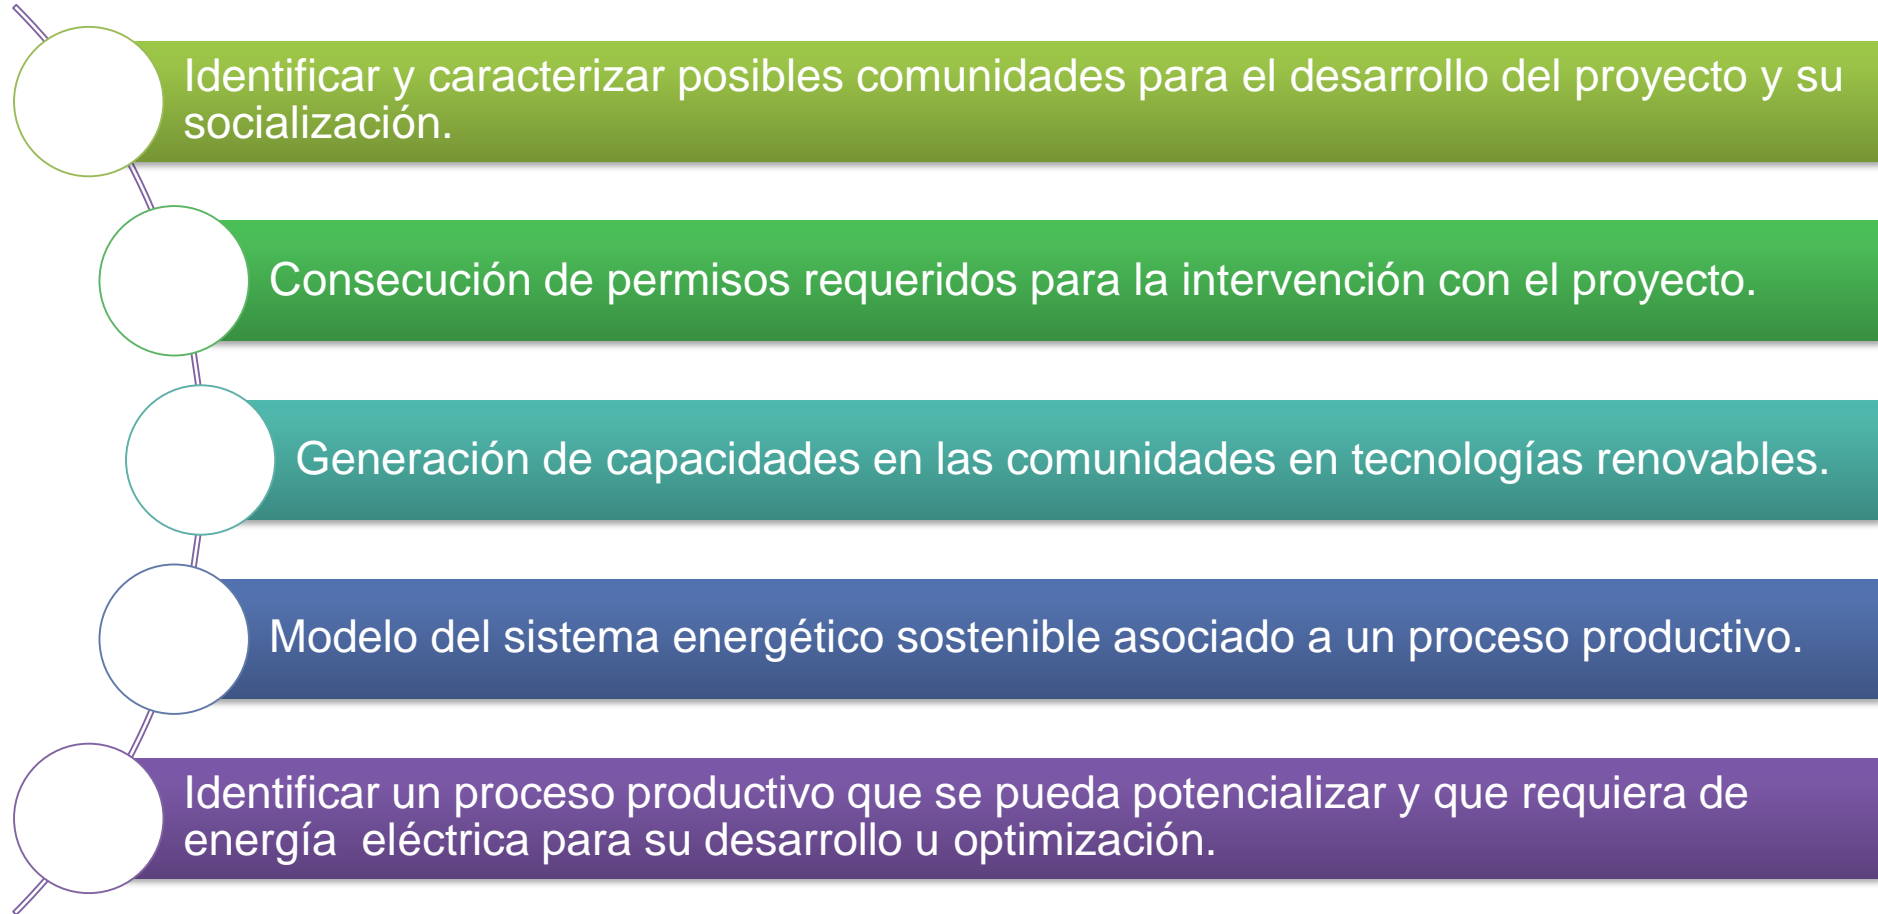 Identificar y caracterizar posibles comunidades para el desarrollo del proyecto y su
socialización.
Consecución de permisos requeridos para la intervención con el proyecto.
Generación de capacidades en las comunidades en tecnologías renovables.
Modelo del sistema energético sostenible asociado a un proceso productivo.
Identificar un proceso productivo que se pueda potencializar y que requiera de
energía  eléctrica para su desarrollo u optimización.